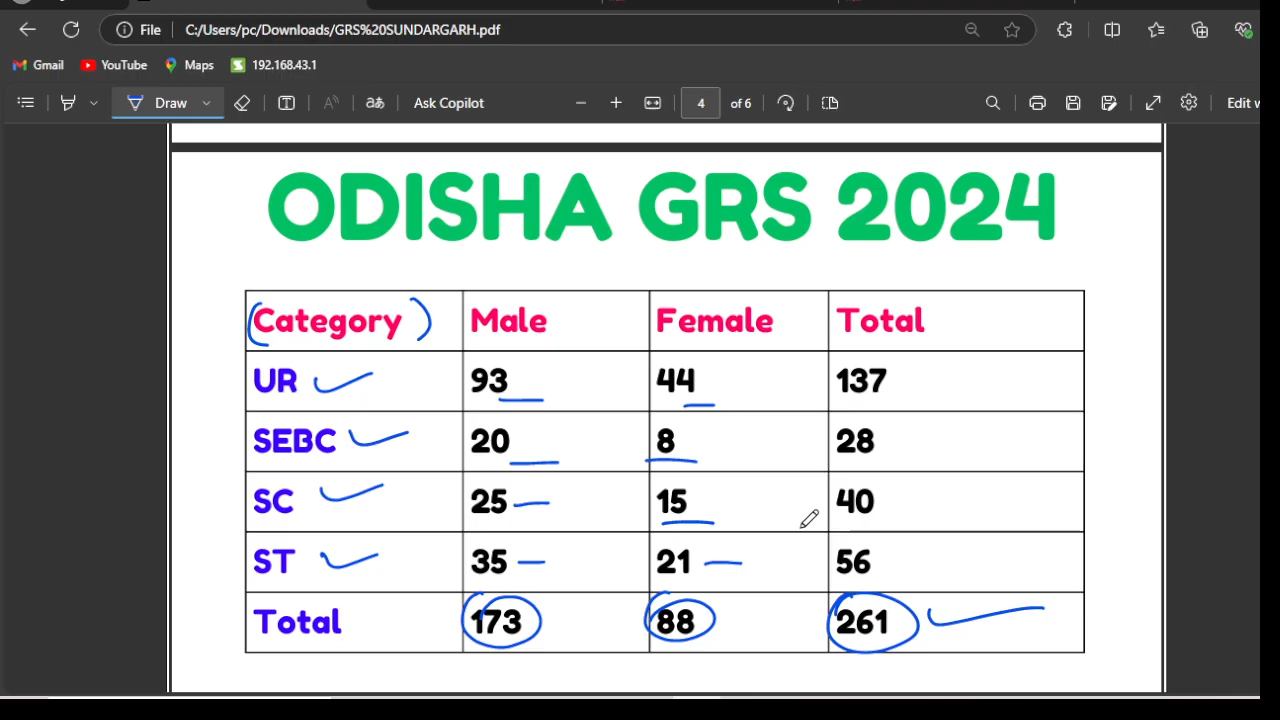 File C:/Users/pc/Downloads/GRS%20SUNDARGARH.pdf
Gmail YouTube Maps 192.168.43.1
Draw aあ Ask Copilot 4 of 6 Edit
ODISHA GRS 2024
Category Male Female Total
UR 93 44 137
SEBC 20 8 28
SC 25 15 40
ST 35 21 56
Total 173 88 261